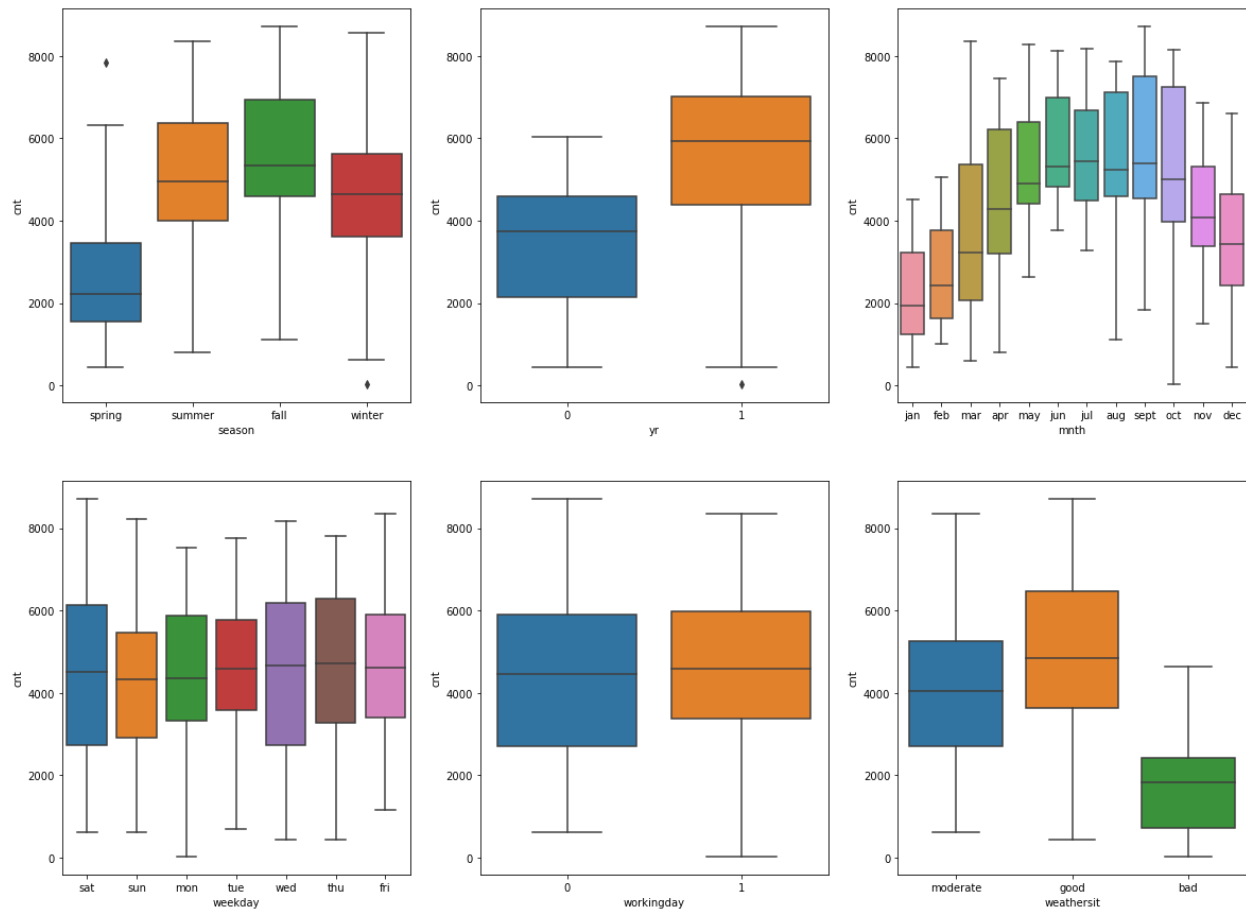 cnt
8000
6000
4000
2000
0
spring summer fall winter
season
cnt
8000
6000
4000
2000
0
0 1
yr
cnt
8000
6000
4000
2000
0
jan feb mar apr may jun jul aug sept oct nov dec
mnth
cnt
8000
6000
4000
2000
0
sat sun mon tue wed thu fri
weekday
cnt
8000
6000
4000
2000
0
0 1
workingday
cnt
8000
6000
4000
2000
0
moderate good bad
weathersit